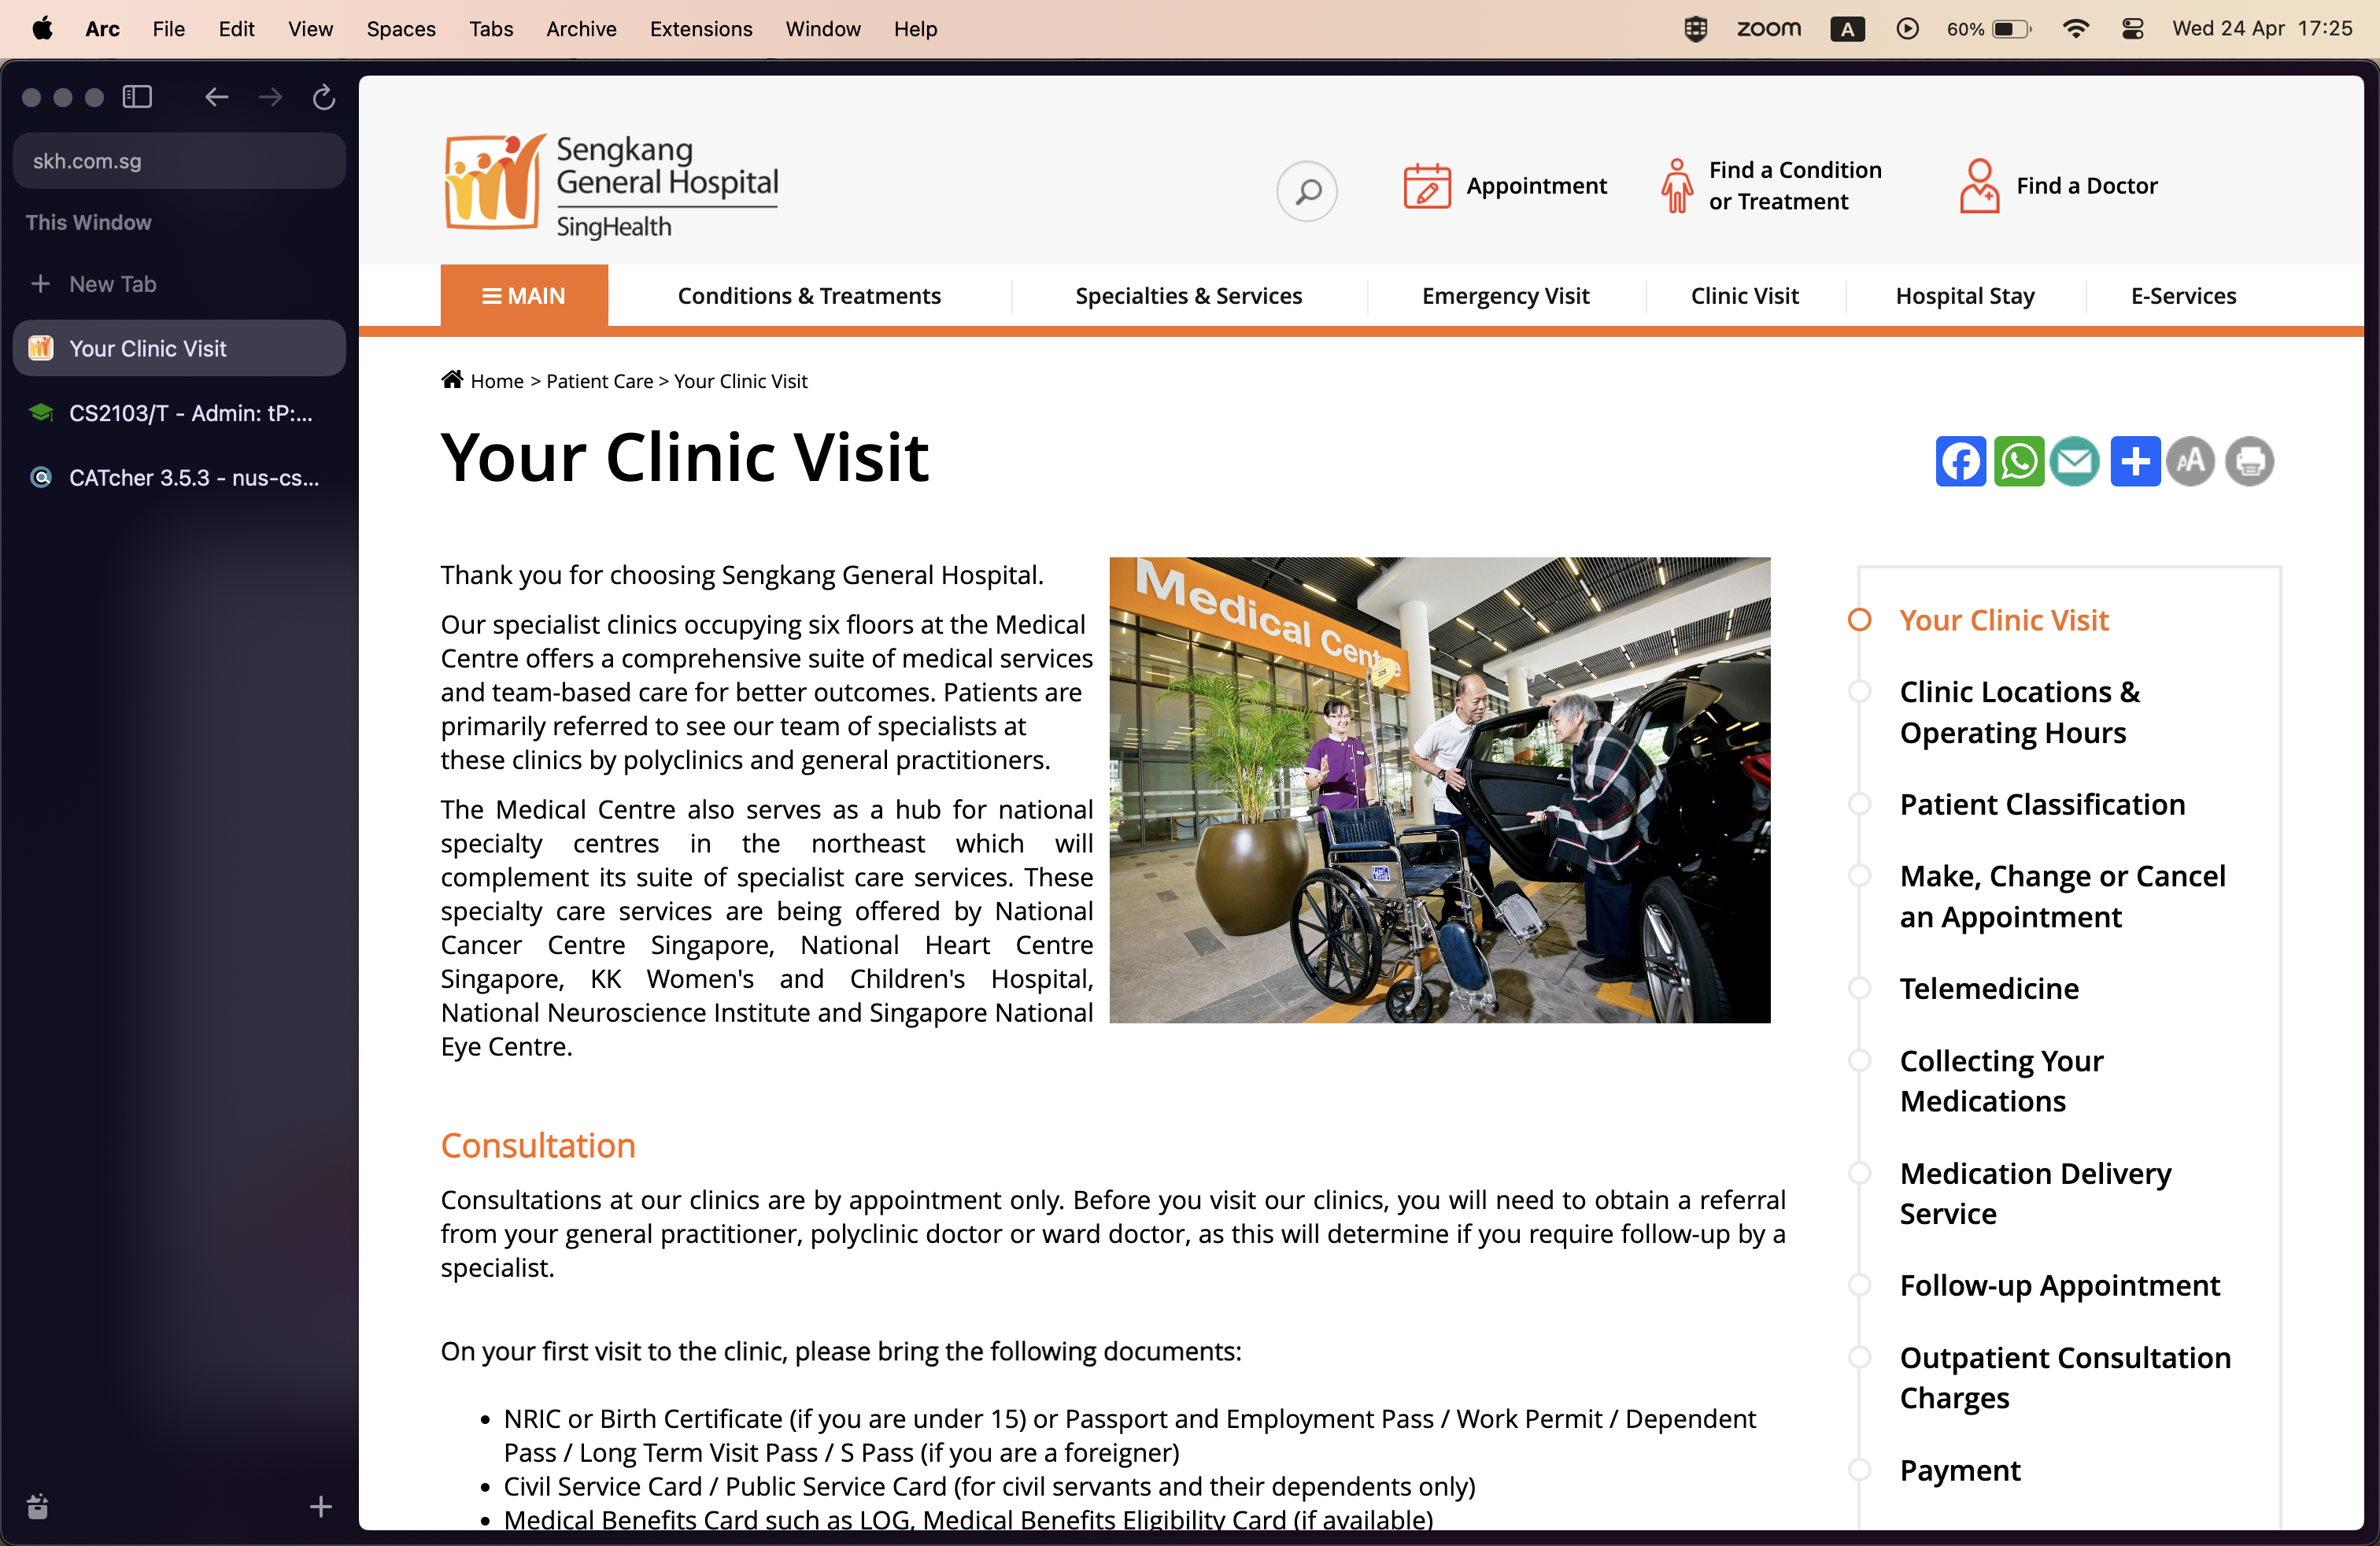 Arc File Edit View Spaces Tabs Archive Extensions Window Help
zoom A 60% Wed 24 Apr 17:25
skh.com.sg
This Window
New Tab
Your Clinic Visit
CS2103/T - Admin: tP:...
CATcher 3.5.3 - nus-cs...
Sengkang
General Hospital
SingHealth
Appointment
Find a Condition
or Treatment
Find a Doctor
MAIN Conditions & Treatments Specialties & Services Emergency Visit Clinic Visit Hospital Stay E-Services
Home > Patient Care > Your Clinic Visit
Your Clinic Visit
AA
Thank you for choosing Sengkang General Hospital.
Our specialist clinics occupying six floors at the Medical
Centre offers a comprehensive suite of medical services
and team-based care for better outcomes. Patients are
primarily referred to see our team of specialists at
these clinics by polyclinics and general practitioners.
The Medical Centre also serves as a hub for national
specialty centres in the northeast which will
complement its suite of specialist care services. These
specialty care services are being offered by National
Cancer Centre Singapore, National Heart Centre
Singapore, KK Women's and Children's Hospital,
National Neuroscience Institute and Singapore National
Eye Centre.
Medical Centre
Consultation
Consultations at our clinics are by appointment only. Before you visit our clinics, you will need to obtain a referral
from your general practitioner, polyclinic doctor or ward doctor, as this will determine if you require follow-up by a
specialist.
On your first visit to the clinic, please bring the following documents:
• NRIC or Birth Certificate (if you are under 15) or Passport and Employment Pass / Work Permit / Dependent
Pass / Long Term Visit Pass / S Pass (if you are a foreigner)
• Civil Service Card / Public Service Card (for civil servants and their dependents only)
• Medical Benefits Card such as LOG, Medical Benefits Eligibility Card (if available)
Your Clinic Visit
Clinic Locations &
Operating Hours
Patient Classification
Make, Change or Cancel
an Appointment
Telemedicine
Collecting Your
Medications
Medication Delivery
Service
Follow-up Appointment
Outpatient Consultation
Charges
Payment